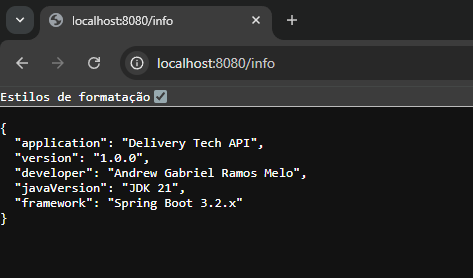 localhost:8080/info
localhost:8080/info
Estilos de formatação
{
"application": "Delivery Tech API",
"version": "1.0.0",
"developer": "Andrew Gabriel Ramos Melo",
"javaVersion": "JDK 21",
"framework": "Spring Boot 3.2.x"
}